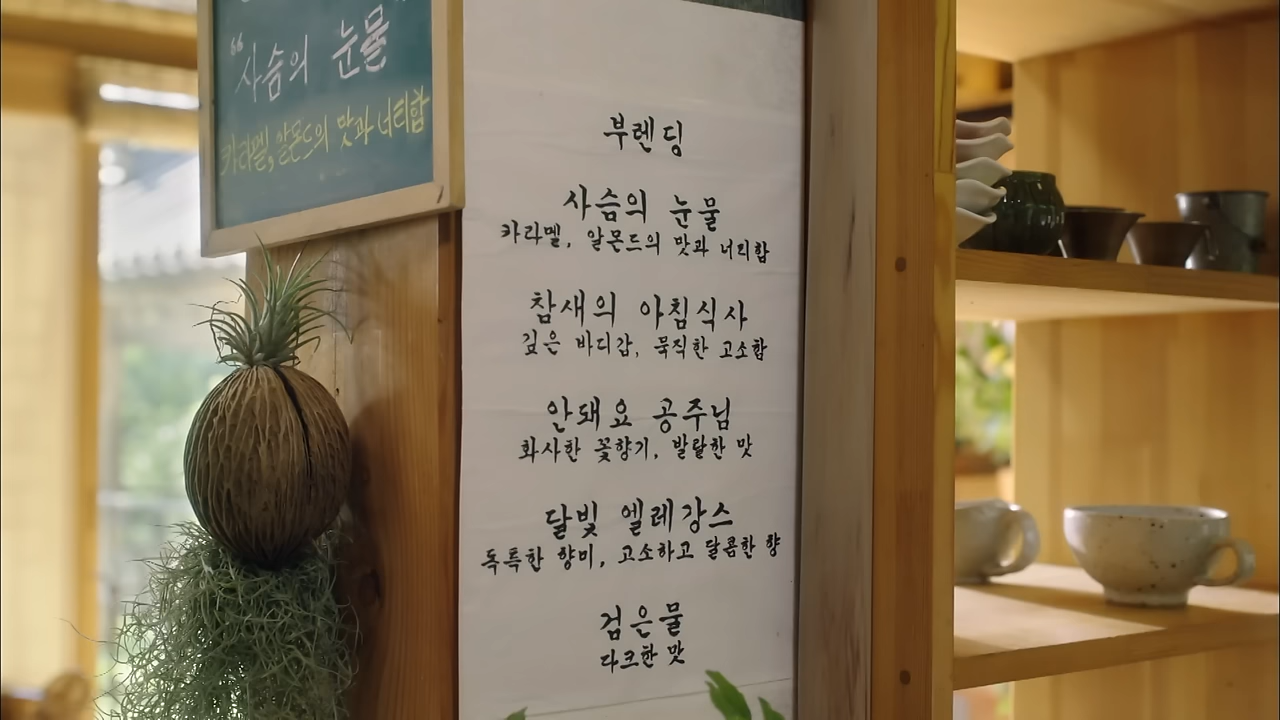 “사슴의 눈물
카라멜, 알몬드의 맛과 너티함
부렌딩
사슴의 눈물
카라멜, 알몬드의 맛과 너티함
참새의 아침식사
깊은 바디감, 묵직한 고소함
안돼요 공주님
화사한 꽃향기, 발랄한 맛
달빛 엘레강스
독특한 향미, 고소하고 달콤한 향
검은물
다크한 맛